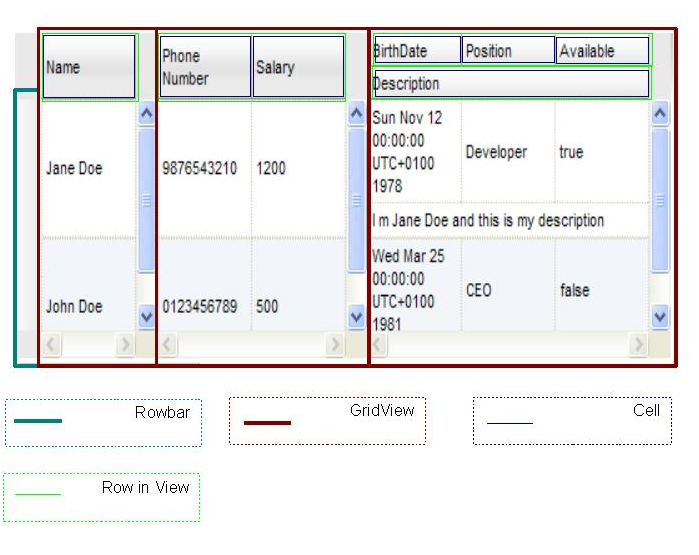 Name
Phone
Number
Salary
BirthDate
Position
Available
Description
Jane Doe
9876543210
1200
Sun Nov 12
00:00:00
UTC+0100
1978
Developer
true
I m Jane Doe and this is my description
John Doe
0123456789
500
Wed Mar 25
00:00:00
UTC+0100
1981
CEO
false
Rowbar
GridView
Cell
Row in View